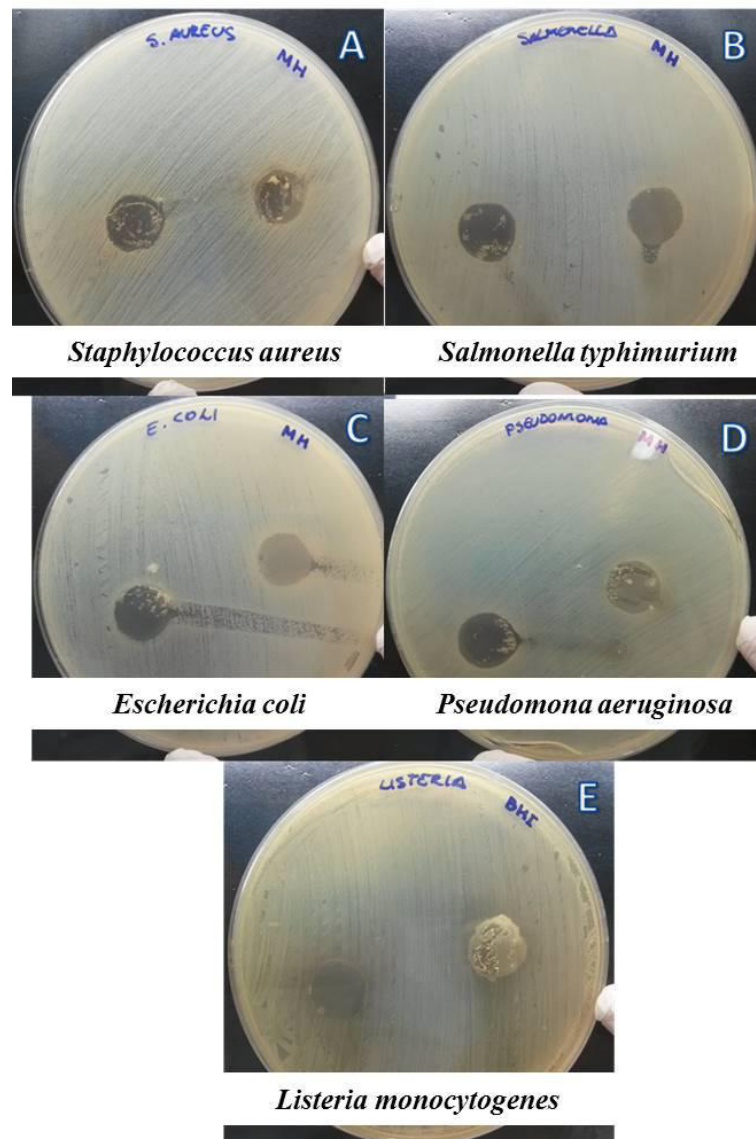 S. AUREUS
MH
A
SALMONELLA
MH
B
Staphylococcus aureus
Salmonella typhimurium
E. COLI
MH
C
PSEUDOMONA
MH
D
Escherichia coli
Pseudomona aeruginosa
LISTERIA
BHI
E
Listeria monocytogenes